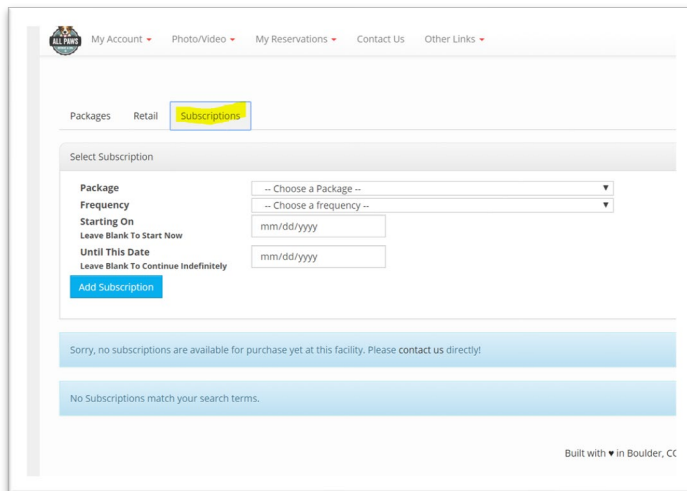 ALL PAWS
My Account Photo/Video My Reservations Contact Us Other Links
Packages Retail Subscriptions
Select Subscription
Package -- Choose a Package --
Frequency -- Choose a frequency --
Starting On
Leave Blank To Start Now
mm/dd/yyyy
Until This Date
Leave Blank To Continue Indefinitely
mm/dd/yyyy
Add Subscription
Sorry, no subscriptions are available for purchase yet at this facility. Please contact us directly!
No Subscriptions match your search terms.
Built with ♥ in Boulder,